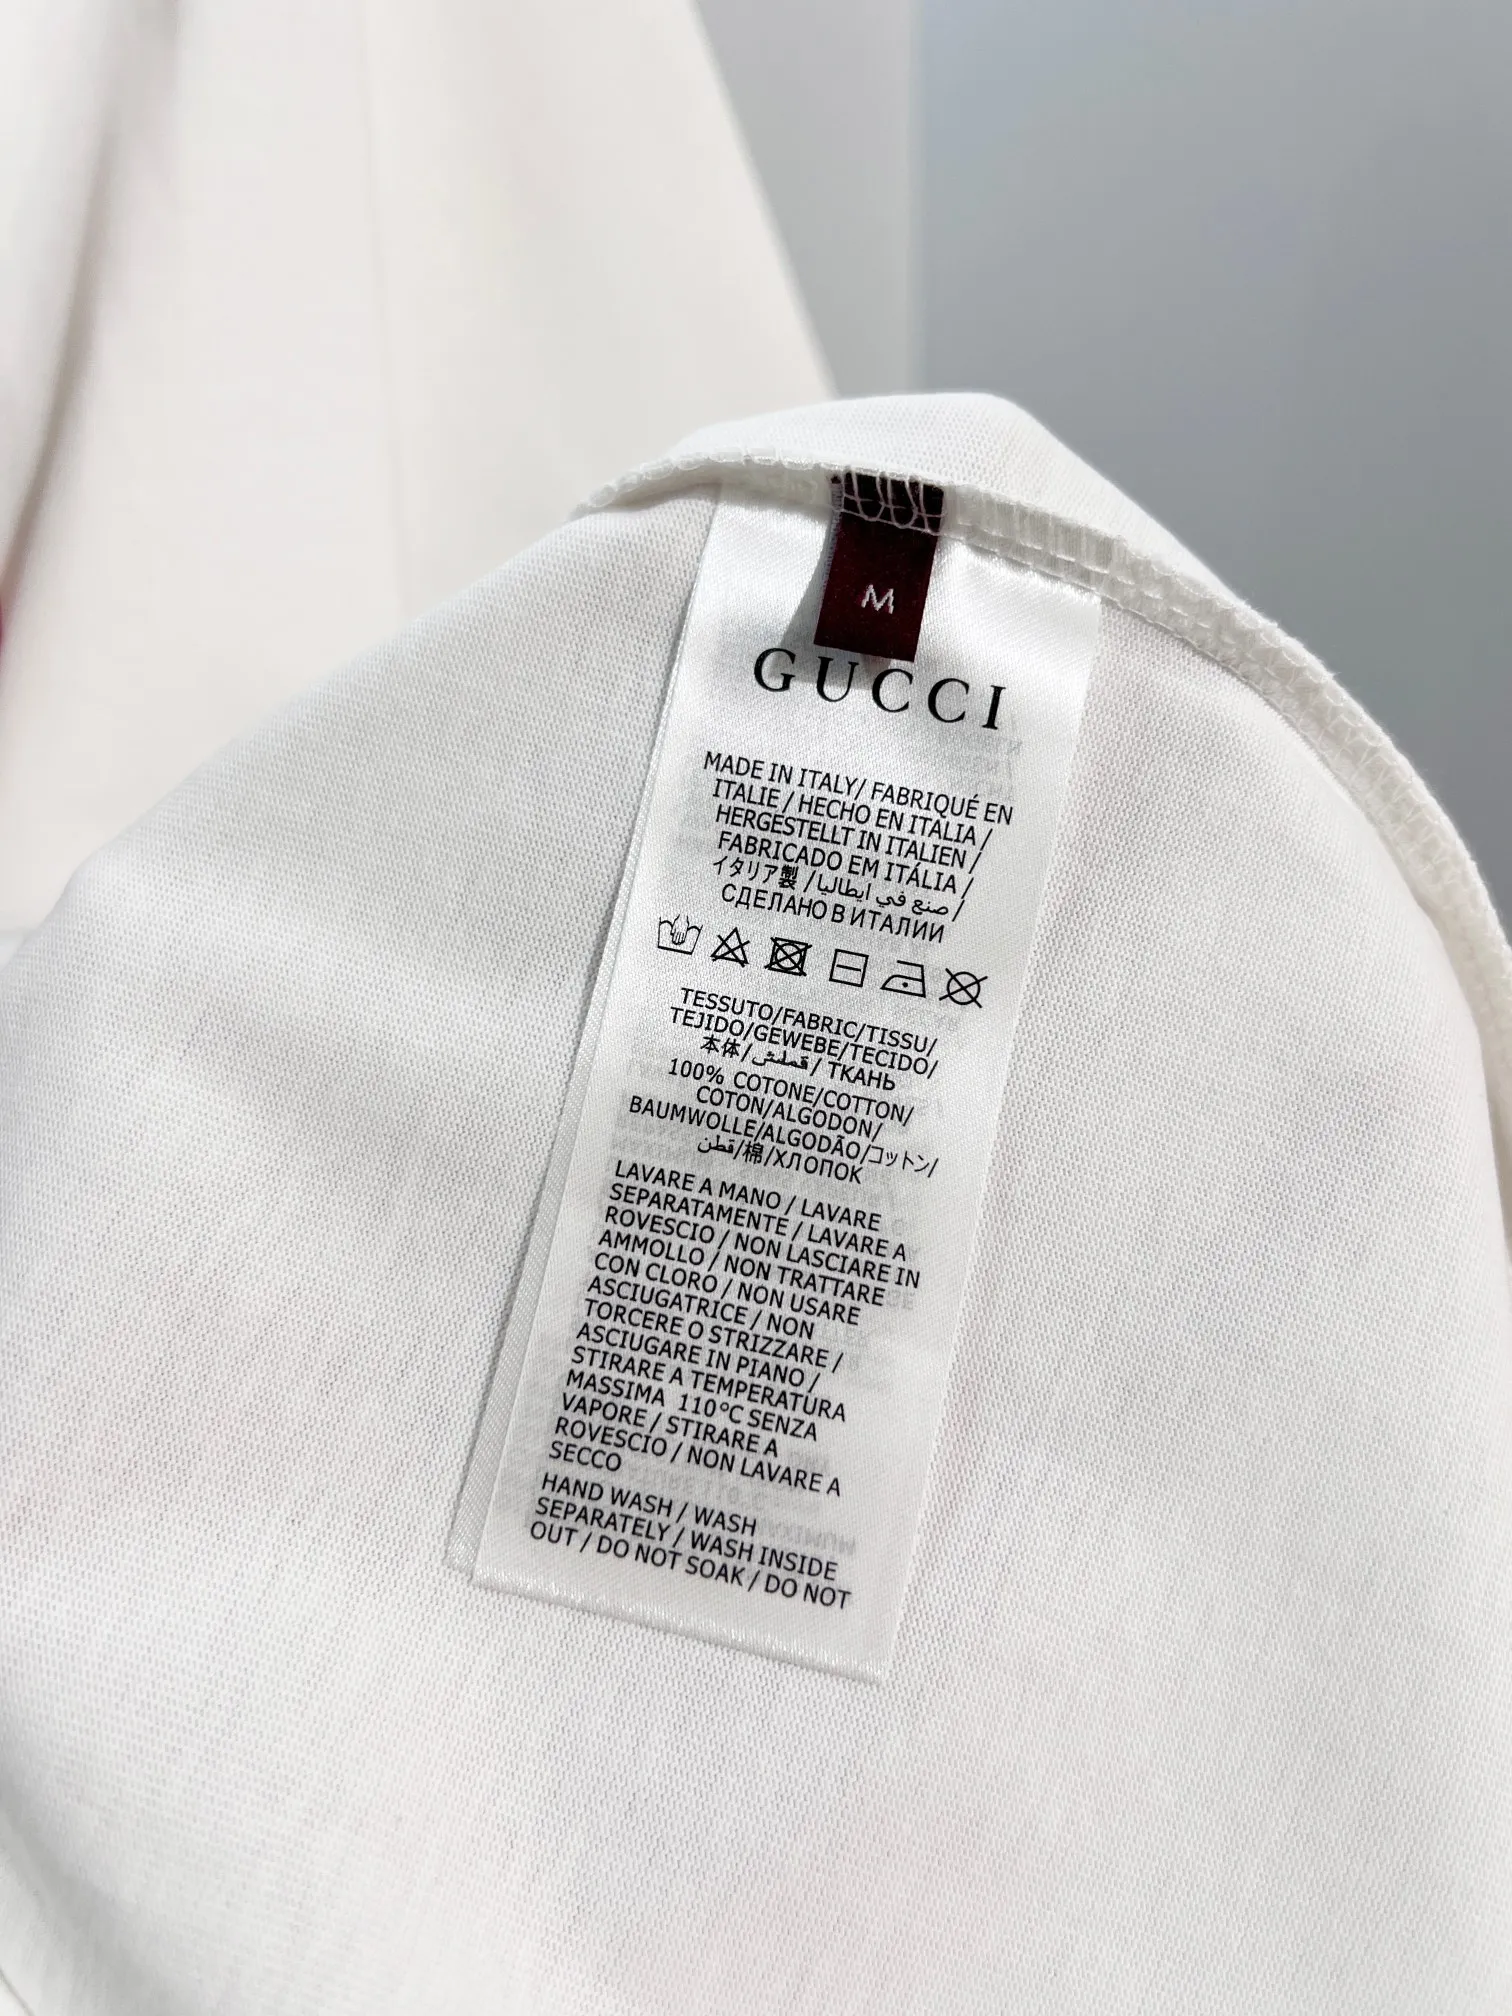 M
GUCCI
MADE IN ITALY/ FABRIQUÉ EN
ITALIE / HECHO EN ITALIA /
HERGESTELLT IN ITALIEN /
FABRICADO EM ITÁLIA /
イタリア製 / صنع في ايطاليا /
СДЕЛАНО В ИТАЛИИ
TESSUTO/FABRIC/TISSU/
TEJIDO/GEWEBE/TECIDO/
本体/قملش/ ТКАНЬ
100% COTONE/COTTON/
COTON/ALGODON/
BAUMWOLLE/ALGODÃO/コットン/
قطن/棉/ХЛОПОК
LAVARE A MANO / LAVARE
SEPARATAMENTE / LAVARE A
ROVESCIO / NON LASCIARE IN
AMMOLLO / NON TRATTARE
CON CLORO / NON USARE
ASCIUGATRICE / NON
TORCERE O STRIZZARE /
ASCIUGARE IN PIANO /
STIRARE A TEMPERATURA
MASSIMA 110°C SENZA
VAPORE / STIRARE A
ROVESCIO / NON LAVARE A
SECCO
HAND WASH / WASH
SEPARATELY / WASH INSIDE
OUT / DO NOT SOAK / DO NOT